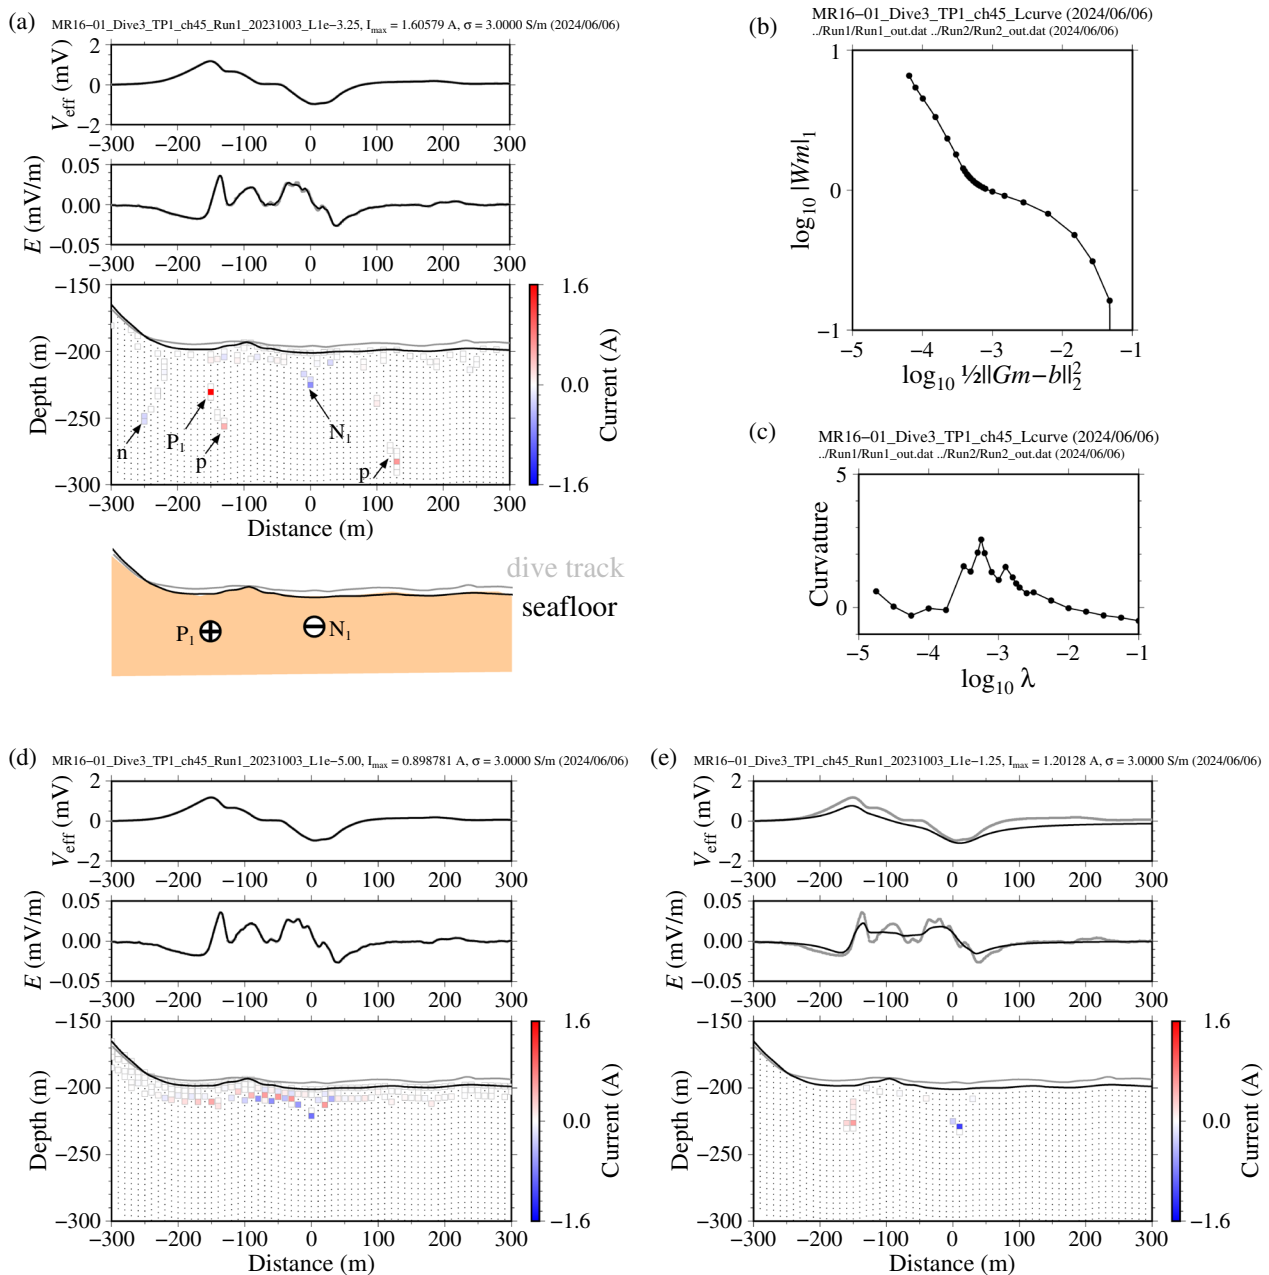 (a)
MR16−01_Dive3_TP1_ch45_Run1_20231003_L1e−3.25, Imax = 1.60579 A, σ = 3.0000 S/m (2024/06/06)
Veff (mV)
2
0
−2
−300 −200 −100 0 100 200 300
E (mV/m)
0.05
0.00
−0.05
−300 −200 −100 0 100 200 300
Depth (m)
−150
−200
−250
−300
n
P1
p
N1
p
−300 −200 −100 0 100 200 300
Distance (m)
1.6
0.0
−1.6
Current (A)
dive track
seafloor
P1
N1
(b)
MR16−01_Dive3_TP1_ch45_Lcurve (2024/06/06)
../Run1/Run1_out.dat ../Run2/Run2_out.dat (2024/06/06)
log10 |Wm|1
1
0
−1
−5 −4 −3 −2 −1
log10 ½||Gm−b||22
(c)
MR16−01_Dive3_TP1_ch45_Lcurve (2024/06/06)
../Run1/Run1_out.dat ../Run2/Run2_out.dat (2024/06/06)
Curvature
5
0
−5 −4 −3 −2 −1
log10 λ
(d)
MR16−01_Dive3_TP1_ch45_Run1_20231003_L1e−5.00, Imax = 0.898781 A, σ = 3.0000 S/m (2024/06/06)
Veff (mV)
2
0
−2
−300 −200 −100 0 100 200 300
E (mV/m)
0.05
0.00
−0.05
−300 −200 −100 0 100 200 300
Depth (m)
−150
−200
−250
−300
−300 −200 −100 0 100 200 300
Distance (m)
1.6
0.0
−1.6
Current (A)
(e)
MR16−01_Dive3_TP1_ch45_Run1_20231003_L1e−1.25, Imax = 1.20128 A, σ = 3.0000 S/m (2024/06/06)
Veff (mV)
2
0
−2
−300 −200 −100 0 100 200 300
E (mV/m)
0.05
0.00
−0.05
−300 −200 −100 0 100 200 300
Depth (m)
−150
−200
−250
−300
−300 −200 −100 0 100 200 300
Distance (m)
1.6
0.0
−1.6
Current (A)